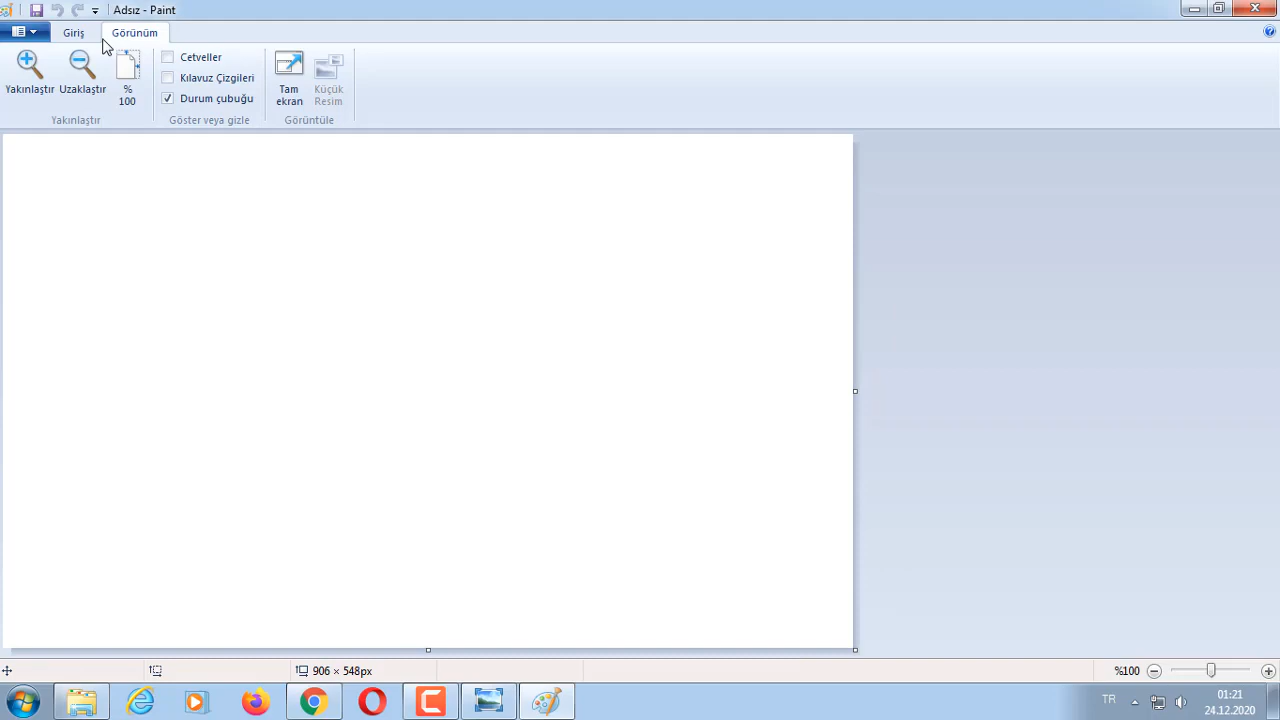 Adsız - Paint
Giriş Görünüm
Yakınlaştır Uzaklaştır % 100
Cetveller
Kılavuz Çizgileri
Durum çubuğu
Tam ekran
Küçük Resim
Yakınlaştır Göster veya gizle Görüntüle
906 × 548px %100
TR 01:21
24.12.2020